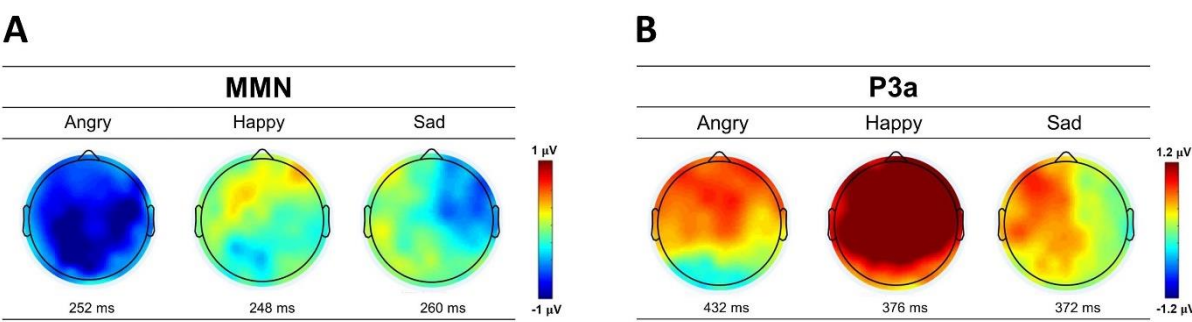 A
MMN
Angry Happy Sad
1 μV
-1 μV
252 ms 248 ms 260 ms
B
P3a
Angry Happy Sad
1.2 μV
-1.2 μV
432 ms 376 ms 372 ms